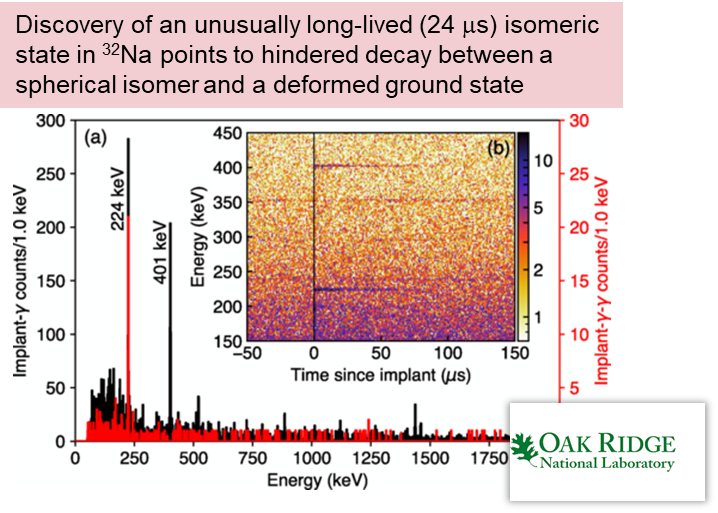 Discovery of an unusually long-lived (24 μs) isomeric
state in ³²Na points to hindered decay between a
spherical isomer and a deformed ground state
300
250
200
150
100
50
0
Implant-γ counts/1.0 keV
(a)
224 keV
401 keV
0
250
500
750
1000
1250
1500
1750
Energy (keV)
30
25
20
15
10
5
Implant-γ-γ counts/1.0 keV
(b)
450
400
350
300
250
200
150
Energy (keV)
−50
0
50
100
150
Time since implant (μs)
10
5
2
1
OAK RIDGE
National Laboratory